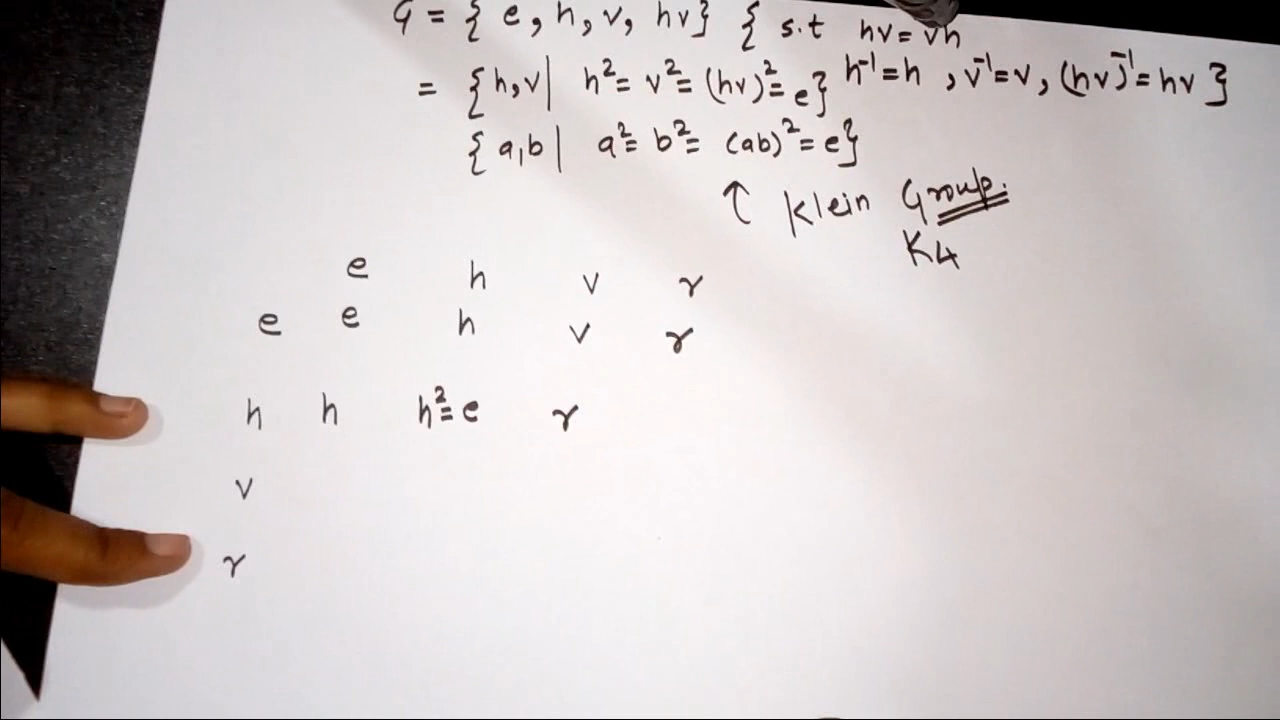 G = { e, h, v, hv} { s.t hv = vh
= {h,v| h²= v²= (hv)²= e} h⁻¹=h , v⁻¹=v, (hv)⁻¹= hv }
{ a,b | a²= b²= (ab)²= e}
↑ Klein Group.
K4
e h v r
e e h v r
h h h²= e r
v
r